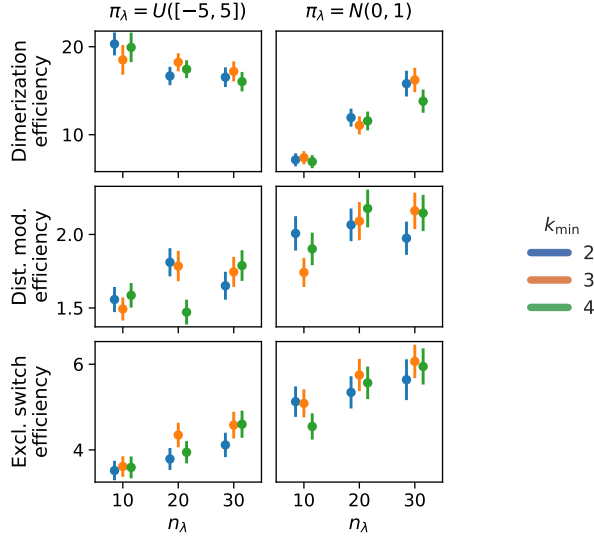 π_λ = U([−5, 5])
π_λ = N(0, 1)
Dimerization
efficiency
20
10
Dist. mod.
efficiency
2.0
1.5
Excl. switch
efficiency
6
4
10 20 30
10 20 30
n_λ
n_λ
k_min
2
3
4